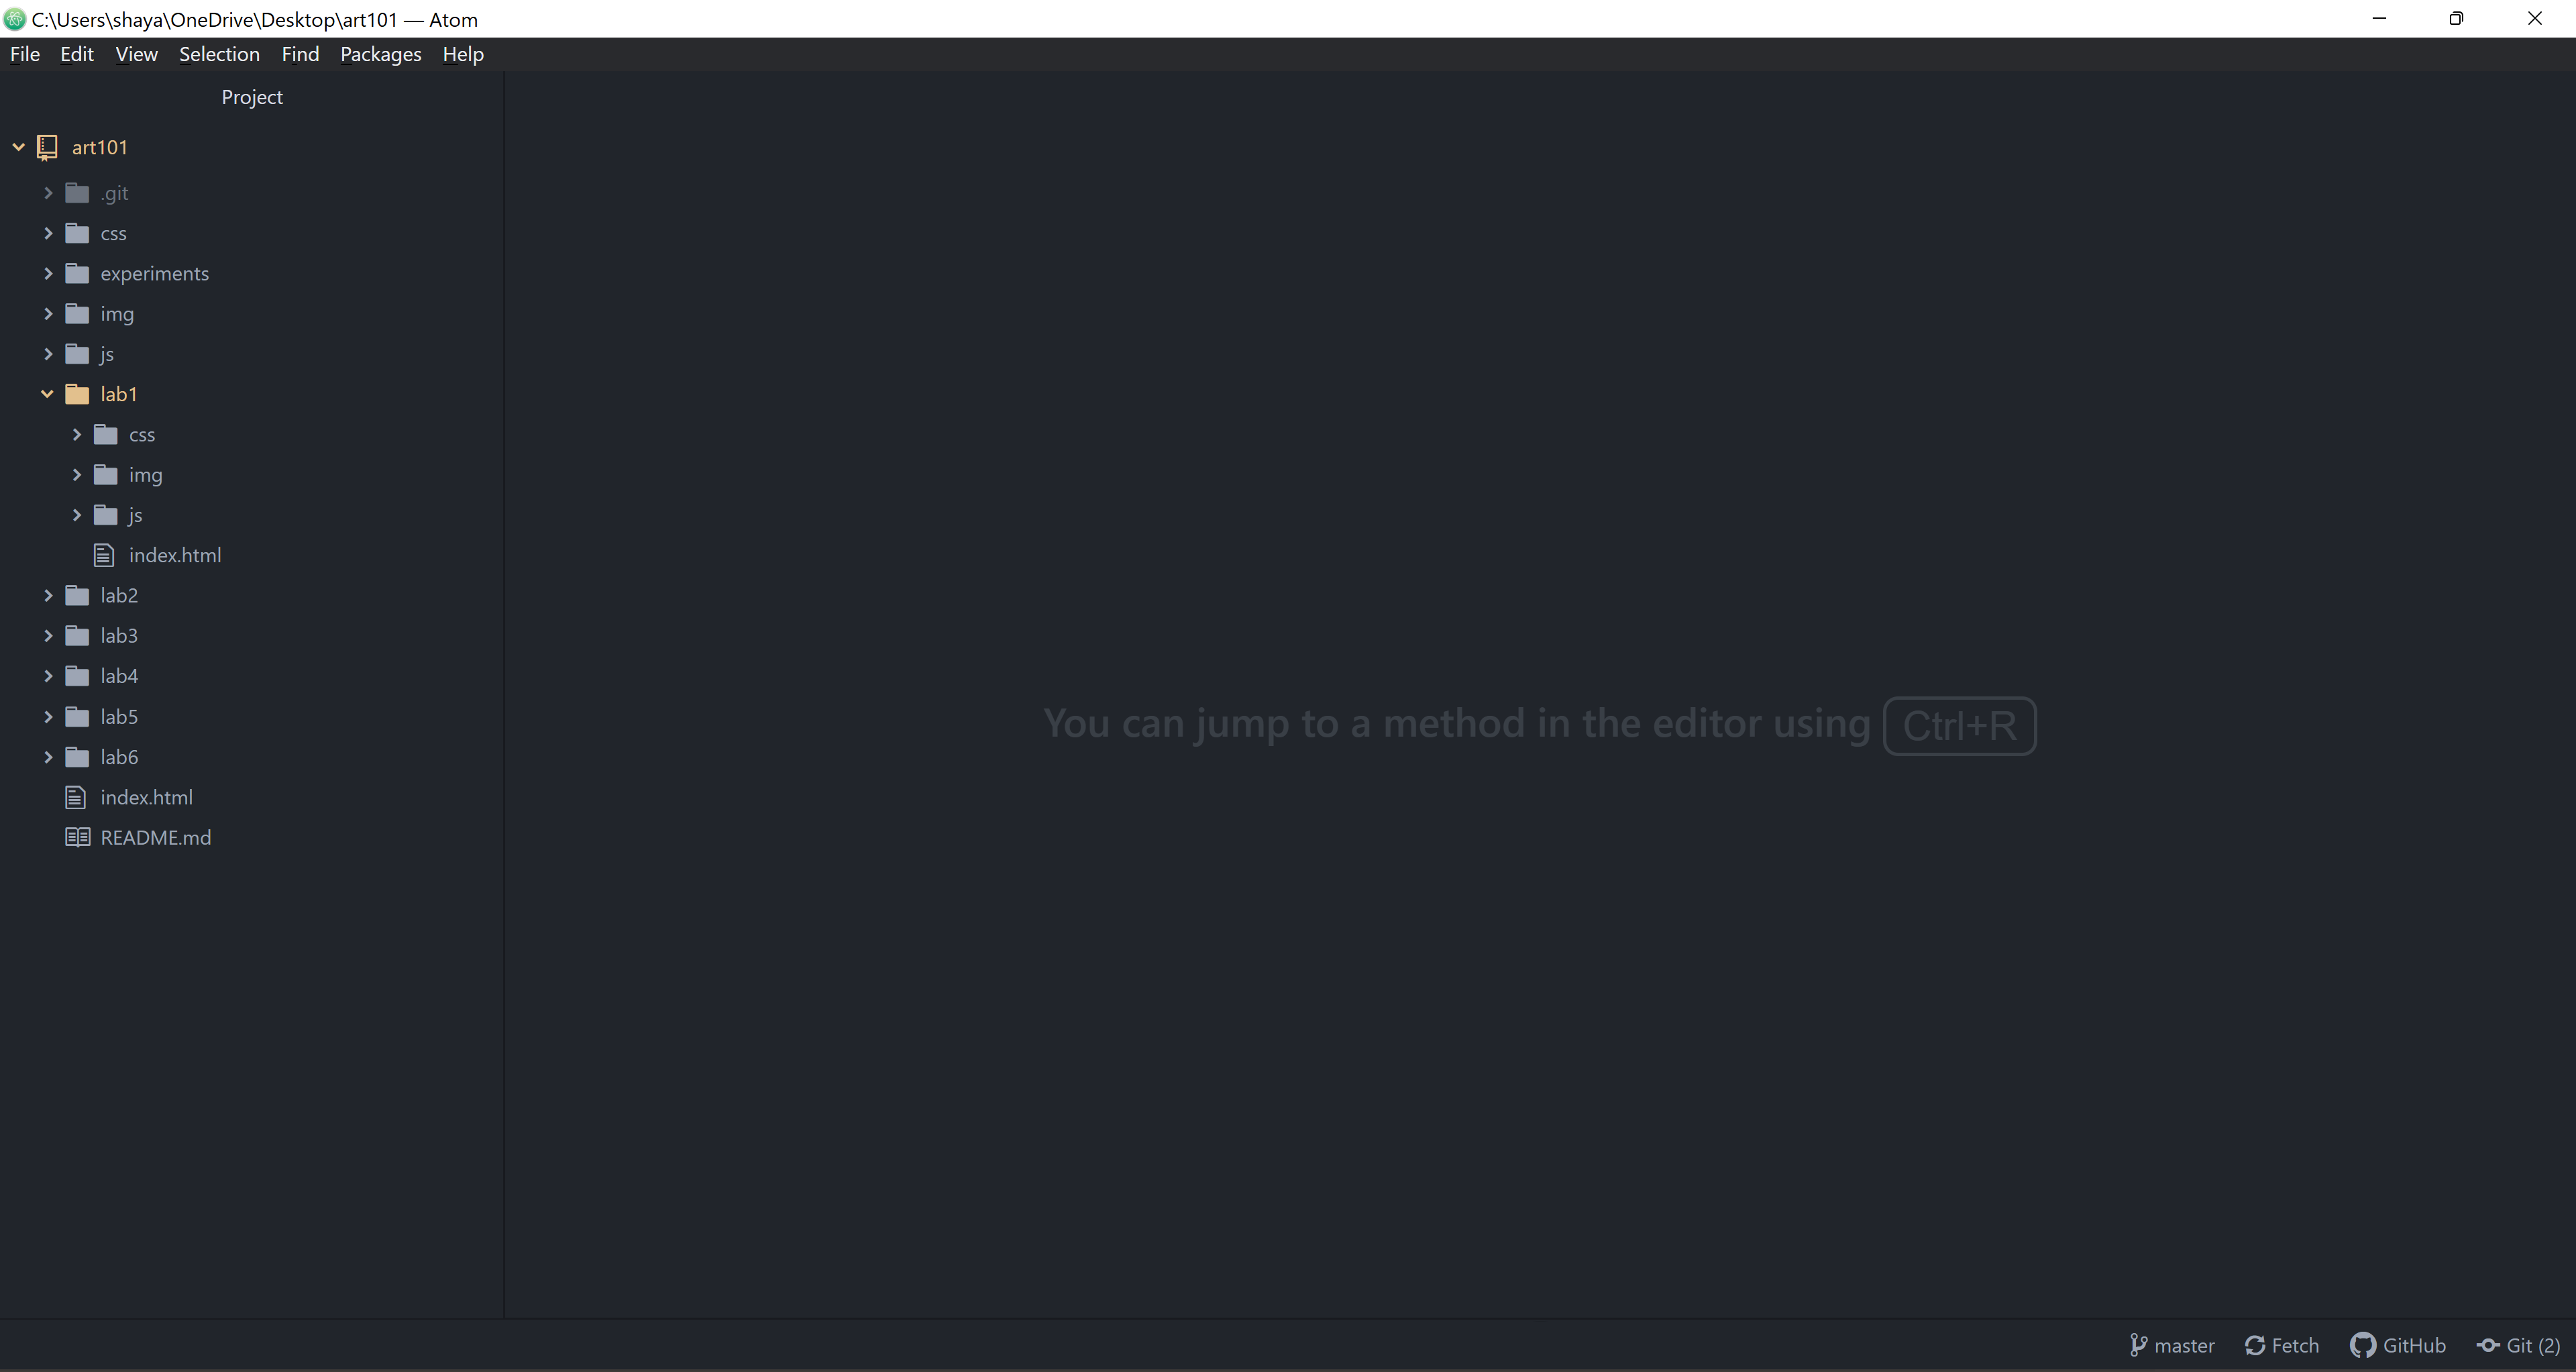 C:\Users\shaya\OneDrive\Desktop\art101 — Atom
File Edit View Selection Find Packages Help
Project
art101
.git
css
experiments
img
js
lab1
css
img
js
index.html
lab2
lab3
lab4
lab5
lab6
index.html
README.md
You can jump to a method in the editor using Ctrl+R
master Fetch GitHub Git (2)